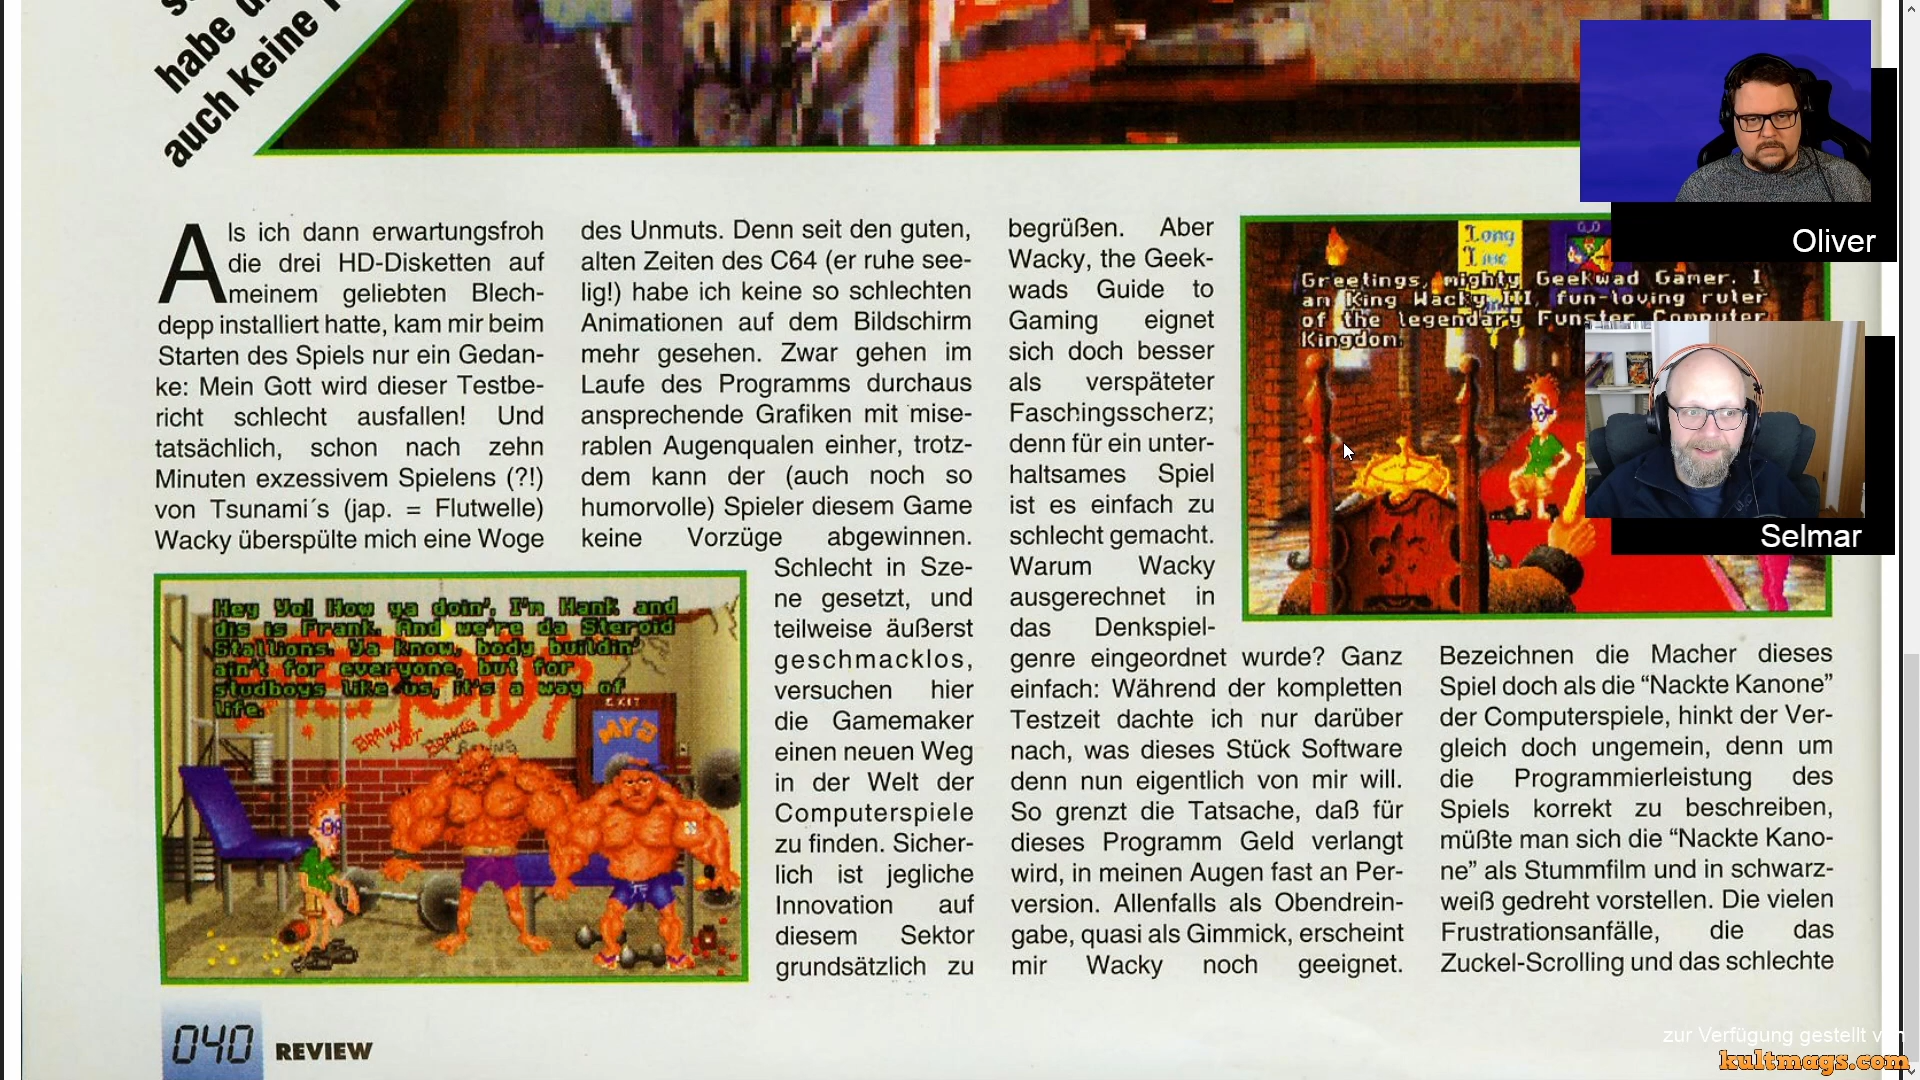 habe
auch keine
Als ich dann erwartungsfroh
die drei HD-Disketten auf
meinem geliebten Blech-
depp installiert hatte, kam mir beim
Starten des Spiels nur ein Gedan-
ke: Mein Gott wird dieser Testbe-
richt schlecht ausfallen! Und
tatsächlich, schon nach zehn
Minuten exzessivem Spielens (?!)
von Tsunami´s (jap. = Flutwelle)
Wacky überspülte mich eine Woge
des Unmuts. Denn seit den guten,
alten Zeiten des C64 (er ruhe see-
lig!) habe ich keine so schlechten
Animationen auf dem Bildschirm
mehr gesehen. Zwar gehen im
Laufe des Programms durchaus
ansprechende Grafiken mit mise-
rablen Augenqualen einher, trotz-
dem kann der (auch noch so
humorvolle) Spieler diesem Game
keine Vorzüge abgewinnen.
Schlecht in Sze-
ne gesetzt, und
teilweise äußerst
geschmacklos,
versuchen hier
die Gamemaker
einen neuen Weg
in der Welt der
Computerspiele
zu finden. Sicher-
lich ist jegliche
Innovation auf
diesem Sektor
grundsätzlich zu
begrüßen. Aber
Wacky, the Geek-
wads Guide to
Gaming eignet
sich doch besser
als verspäteter
Faschingsscherz;
denn für ein unter-
haltsames Spiel
ist es einfach zu
schlecht gemacht.
Warum Wacky
ausgerechnet in
das Denkspiel-
genre eingeordnet wurde? Ganz
einfach: Während der kompletten
Testzeit dachte ich nur darüber
nach, was dieses Stück Software
denn nun eigentlich von mir will.
So grenzt die Tatsache, daß für
dieses Programm Geld verlangt
wird, in meinen Augen fast an Per-
version. Allenfalls als Obendrein-
gabe, quasi als Gimmick, erscheint
mir Wacky noch geeignet.
Bezeichnen die Macher dieses
Spiel doch als die “Nackte Kanone”
der Computerspiele, hinkt der Ver-
gleich doch ungemein, denn um
die Programmierleistung des
Spiels korrekt zu beschreiben,
müßte man sich die “Nackte Kano-
ne” als Stummfilm und in schwarz-
weiß gedreht vorstellen. Die vielen
Frustrationsanfälle, die das
Zuckel-Scrolling und das schlechte
Long
Live
Greetings, mighty Geekwad Gamer. I
am King Wacky III, fun-loving ruler
of the legendary Funster Computer
Kingdom.
Hey Yo! How ya doin', I'm Hank and
dis is Frank. And we're da Steroid
Stallions. Ya know, body buildin'
ain't for everyone, but for
studboys like us, it's a way of
life.
EXIT
BRAWN
NOT
BRAINS
040 REVIEW
Oliver
Selmar
zur Verfügung gestellt von
kultmags.com